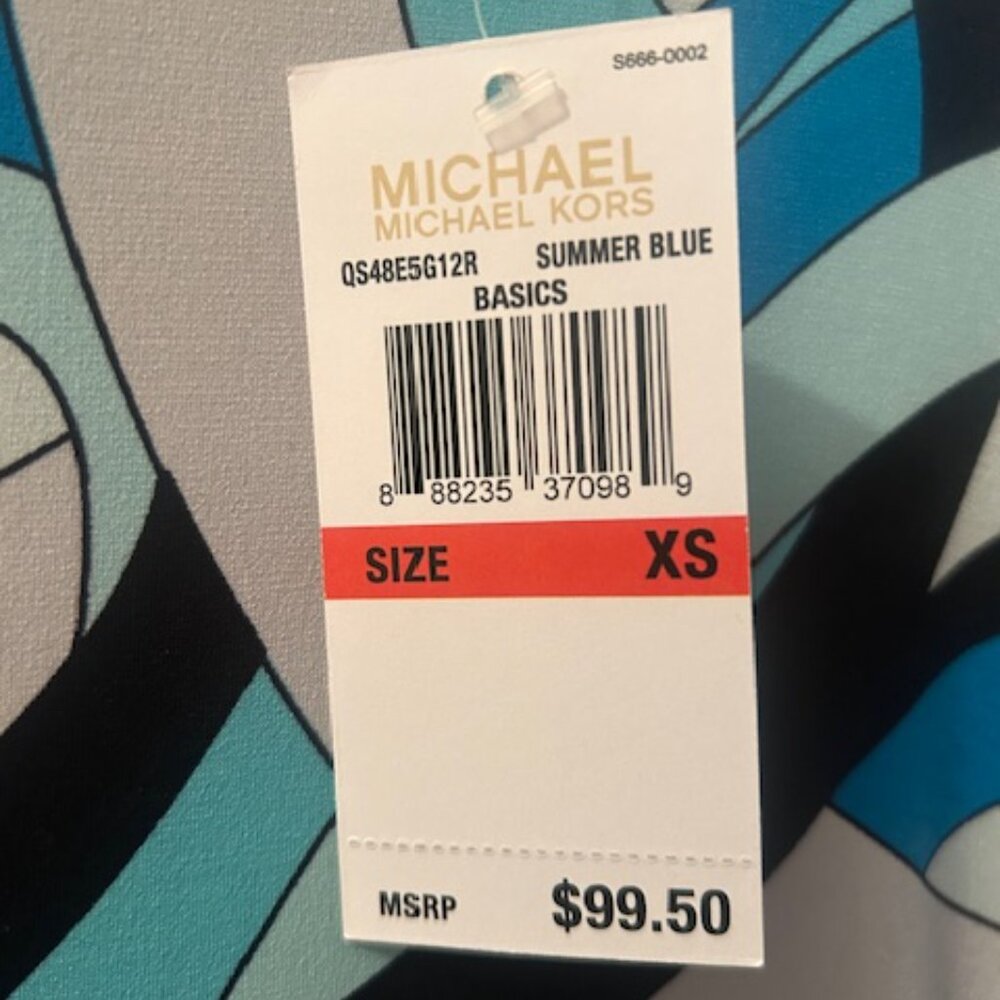 S666-0002
MICHAEL
MICHAEL KORS
QS48E5G12R SUMMER BLUE
BASICS
8 88235 37098 9
SIZE XS
MSRP $99.50